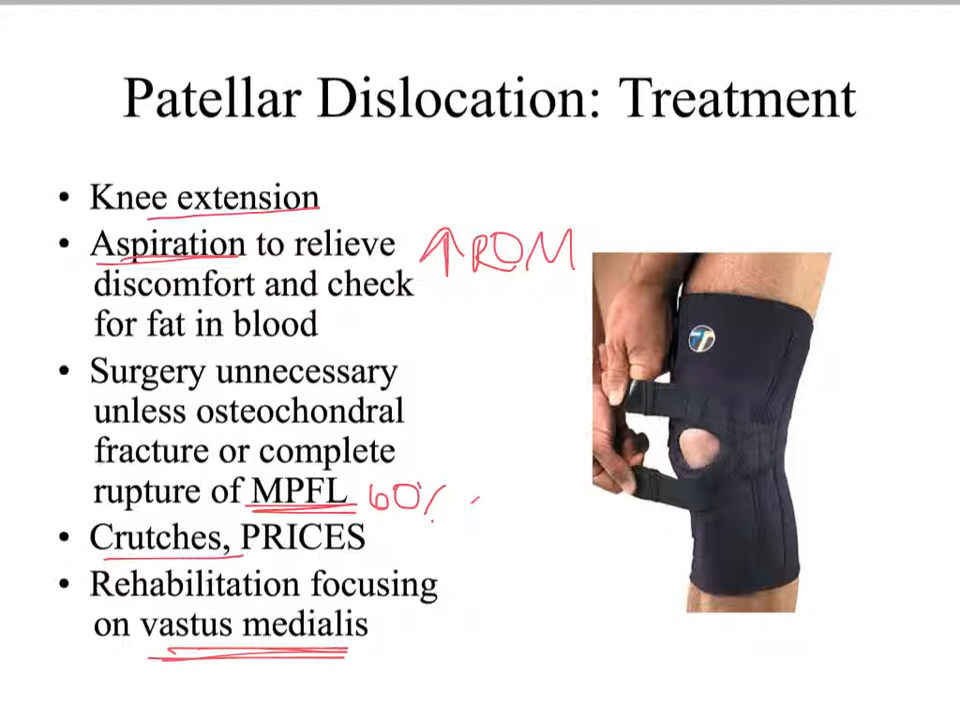 Patellar Dislocation: Treatment
• Knee extension
• Aspiration to relieve ↑ ROM
discomfort and check
for fat in blood
• Surgery unnecessary
unless osteochondral
fracture or complete
rupture of MPFL 60%
• Crutches, PRICES
• Rehabilitation focusing
on vastus medialis